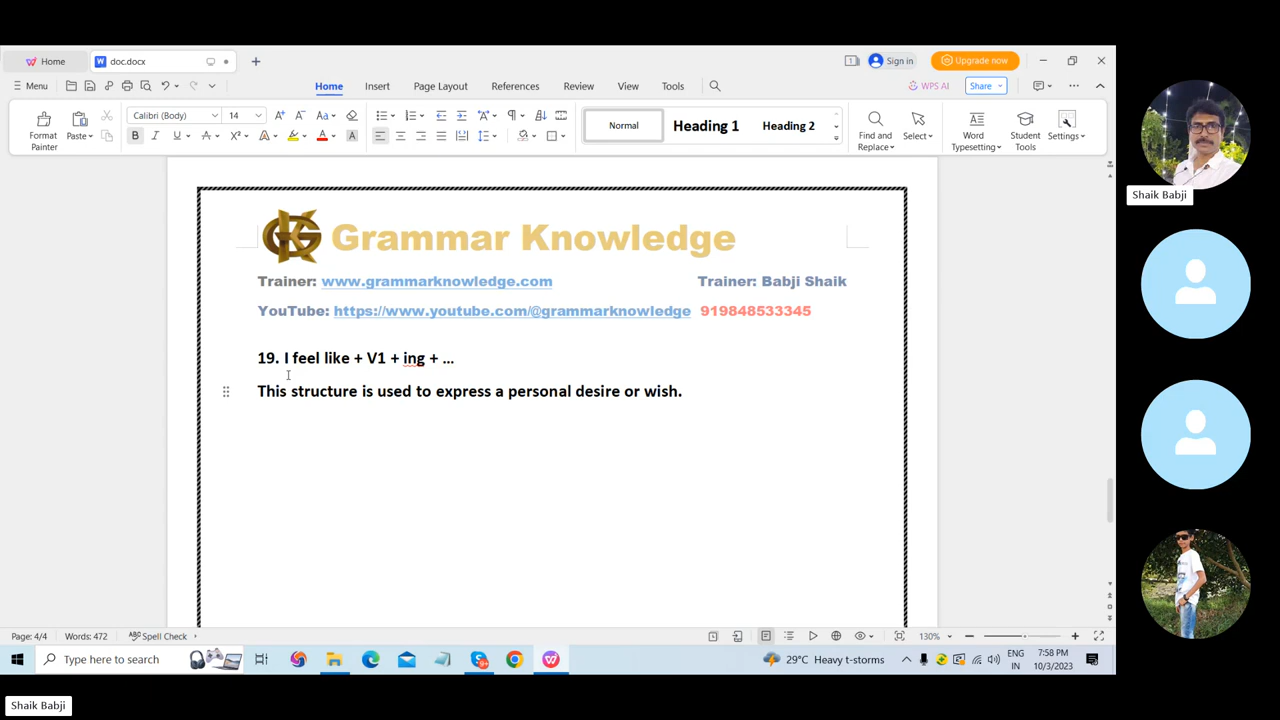 Home
doc.docx
Sign in
Upgrade now
Menu
Home
Insert
Page Layout
References
Review
View
Tools
WPS AI
Share
Format Painter
Paste
Calibri (Body)
14
Normal
Heading 1
Heading 2
Find and Replace
Select
Word Typesetting
Student Tools
Settings
Shaik Babji
Grammar Knowledge
Trainer: www.grammarknowledge.com Trainer: Babji Shaik
YouTube: https://www.youtube.com/@grammarknowledge 919848533345
19. I feel like + V1 + ing + ...
This structure is used to express a personal desire or wish.
Page: 4/4 Words: 472 Spell Check 130%
Type here to search
29°C Heavy t-storms
ENG IN
7:58 PM
10/3/2023
Shaik Babji